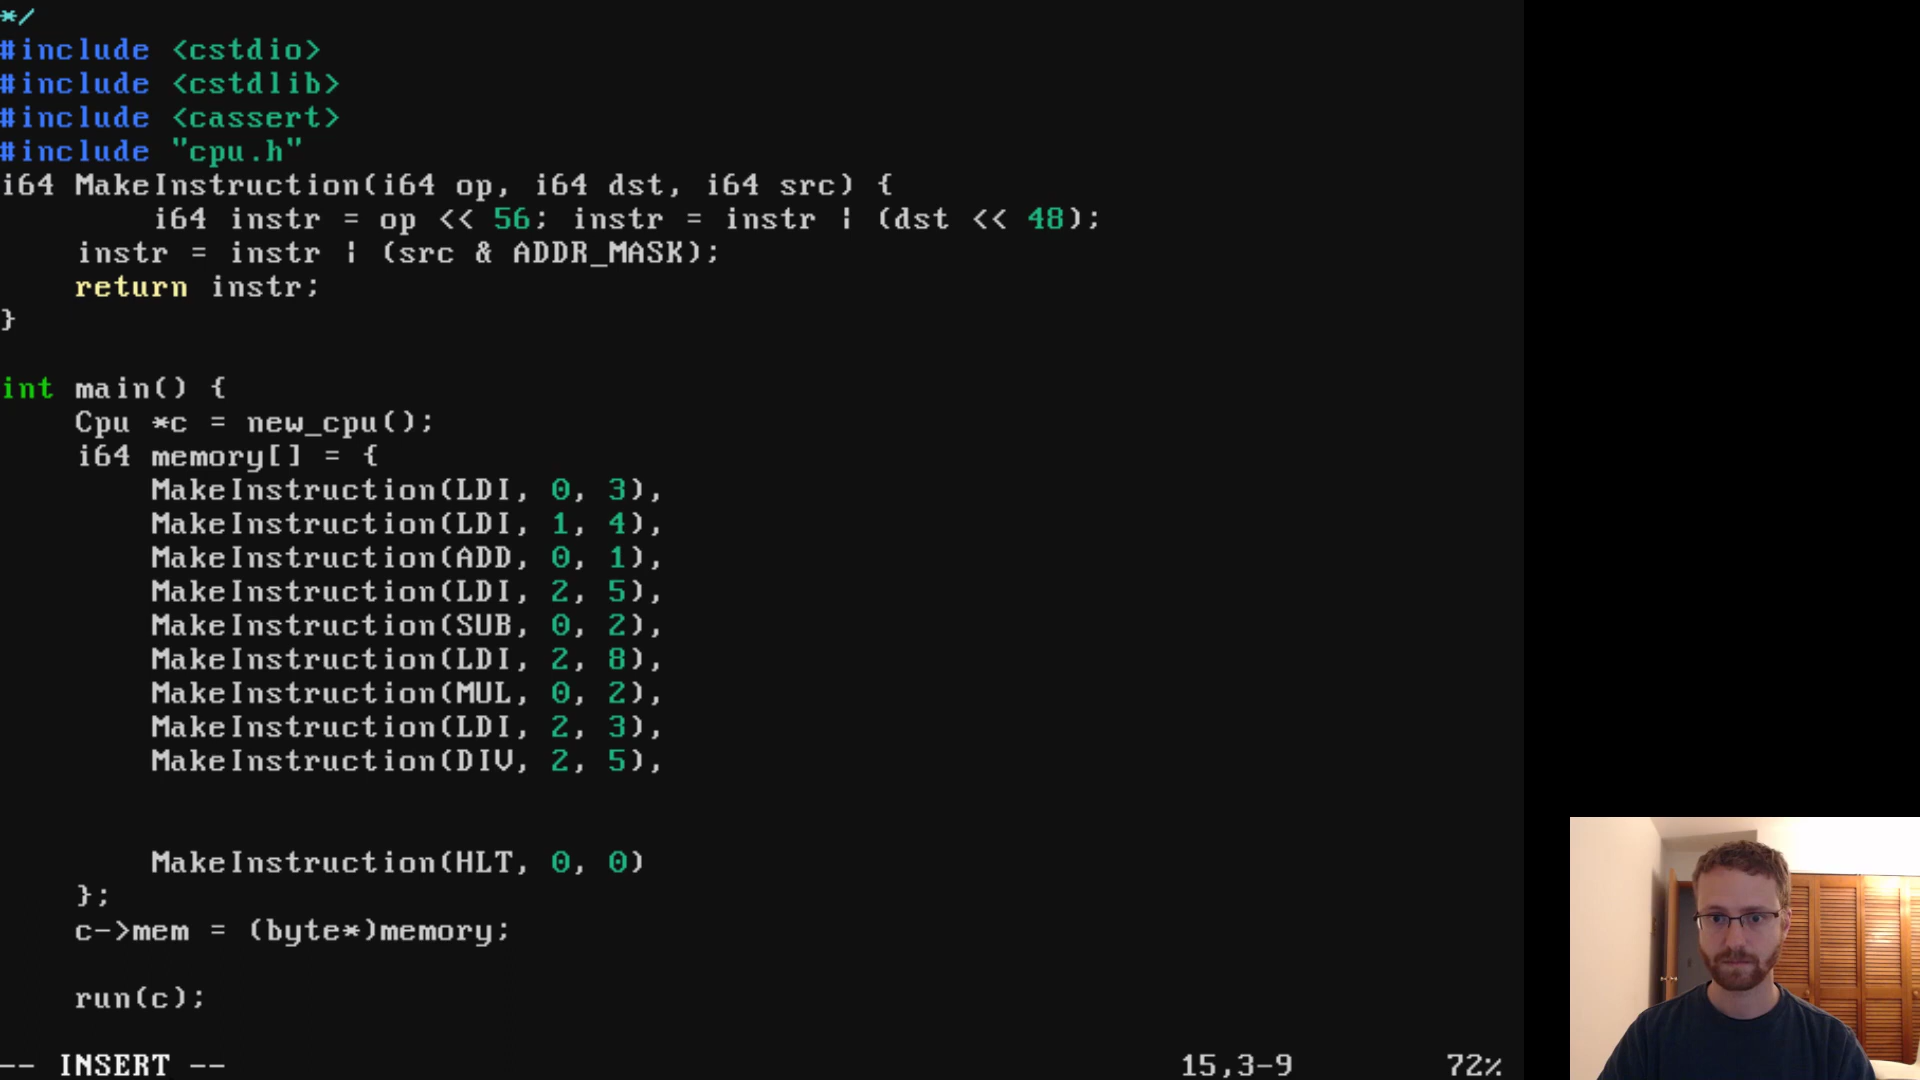 */
#include <cstdio>
#include <cstdlib>
#include <cassert>
#include "cpu.h"
i64 MakeInstruction(i64 op, i64 dst, i64 src) {
        i64 instr = op << 56; instr = instr | (dst << 48);
    instr = instr | (src & ADDR_MASK);
    return instr;
}
int main() {
    Cpu *c = new_cpu();
    i64 memory[] = {
        MakeInstruction(LDI, 0, 3),
        MakeInstruction(LDI, 1, 4),
        MakeInstruction(ADD, 0, 1),
        MakeInstruction(LDI, 2, 5),
        MakeInstruction(SUB, 0, 2),
        MakeInstruction(LDI, 2, 8),
        MakeInstruction(MUL, 0, 2),
        MakeInstruction(LDI, 2, 3),
        MakeInstruction(DIV, 2, 5),
        MakeInstruction(HLT, 0, 0)
    };
    c->mem = (byte*)memory;
    run(c);
-- INSERT -- 15,3-9 72%